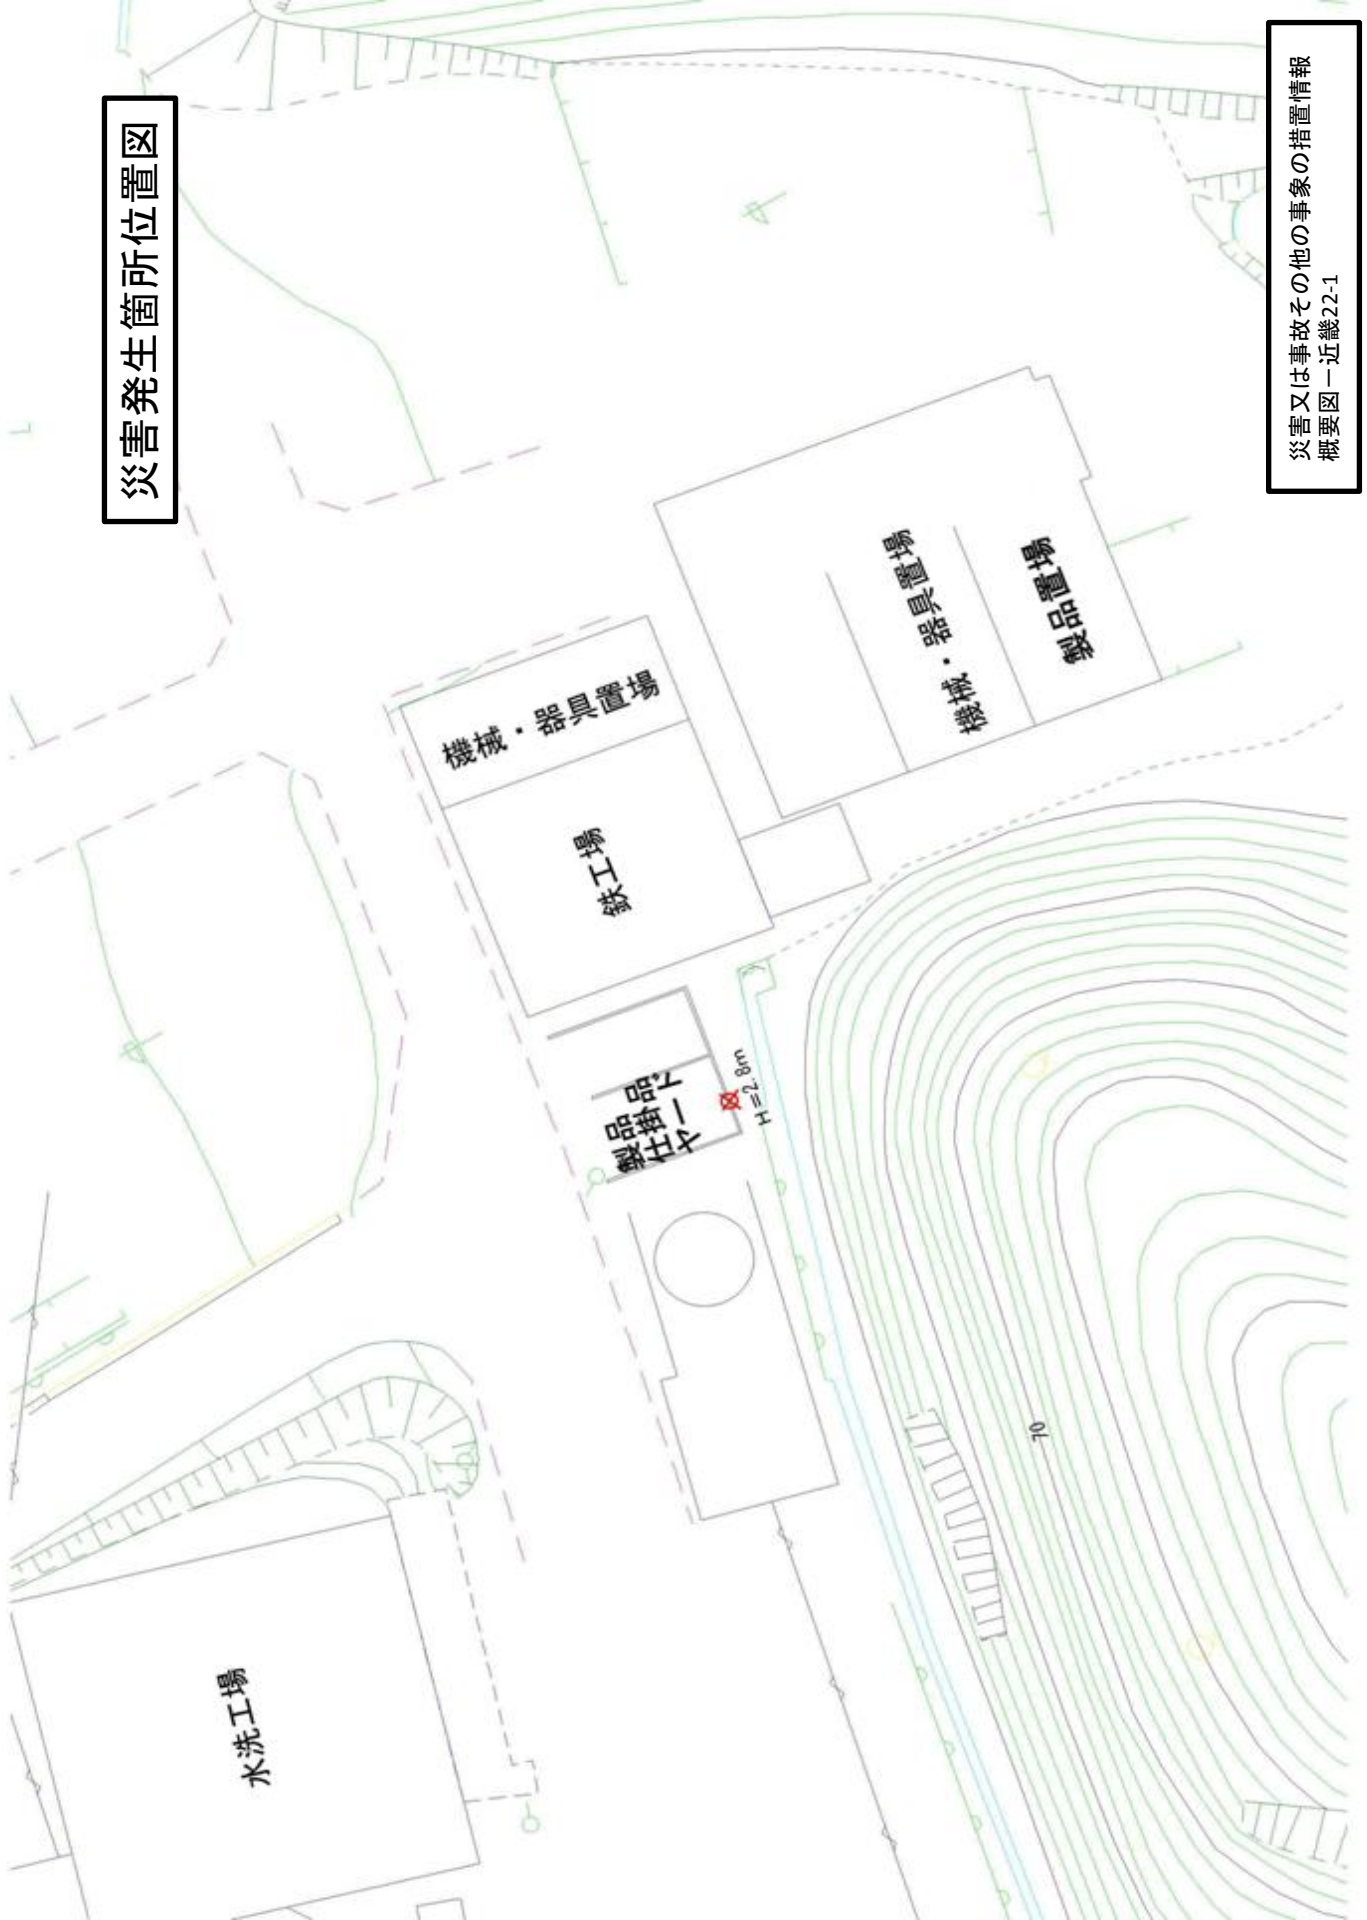 災害発生箇所位置図
水洗工場
製品品
仕掛品
ヤード
H=2.8m
鉄工場
機械・器具置場
機械・器具置場
製品置場
70
災害又は事故その他の事象の措置情報
概要図－近畿22-1